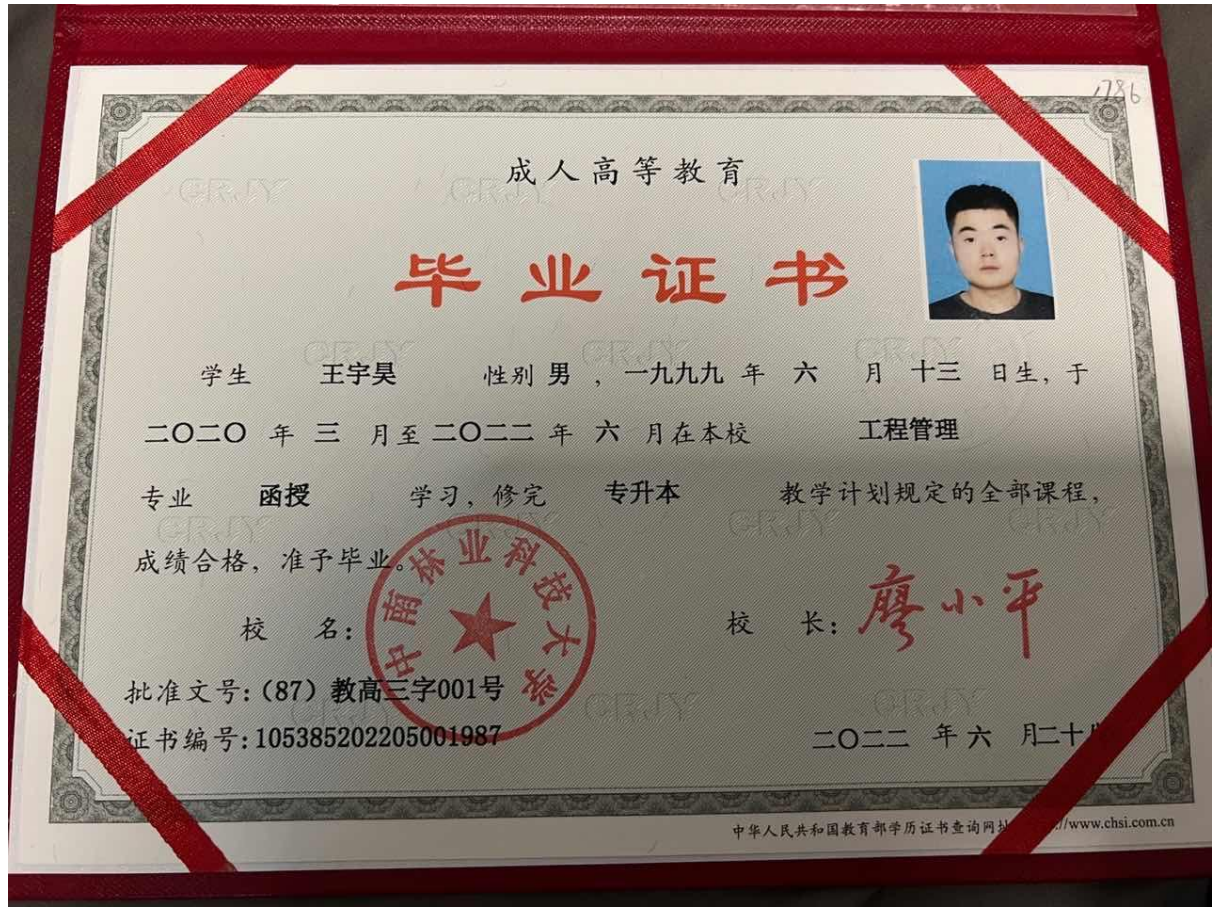 1786
成人高等教育
毕业证书
学生 王宇昊 性别 男 ，一九九九 年 六 月 十三 日生，于
二〇二〇 年 三 月至 二〇二二 年 六 月在本校 工程管理
专业 函授 学习，修完 专升本 教学计划规定的全部课程，
成绩合格，准予毕业。
中南林业科技大学
校 名： 校 长： 廖小平
批准文号：（87）教高三字001号
证书编号：105385202205001987 二〇二二 年 六 月二十
中华人民共和国教育部学历证书查询网址 //www.chsi.com.cn